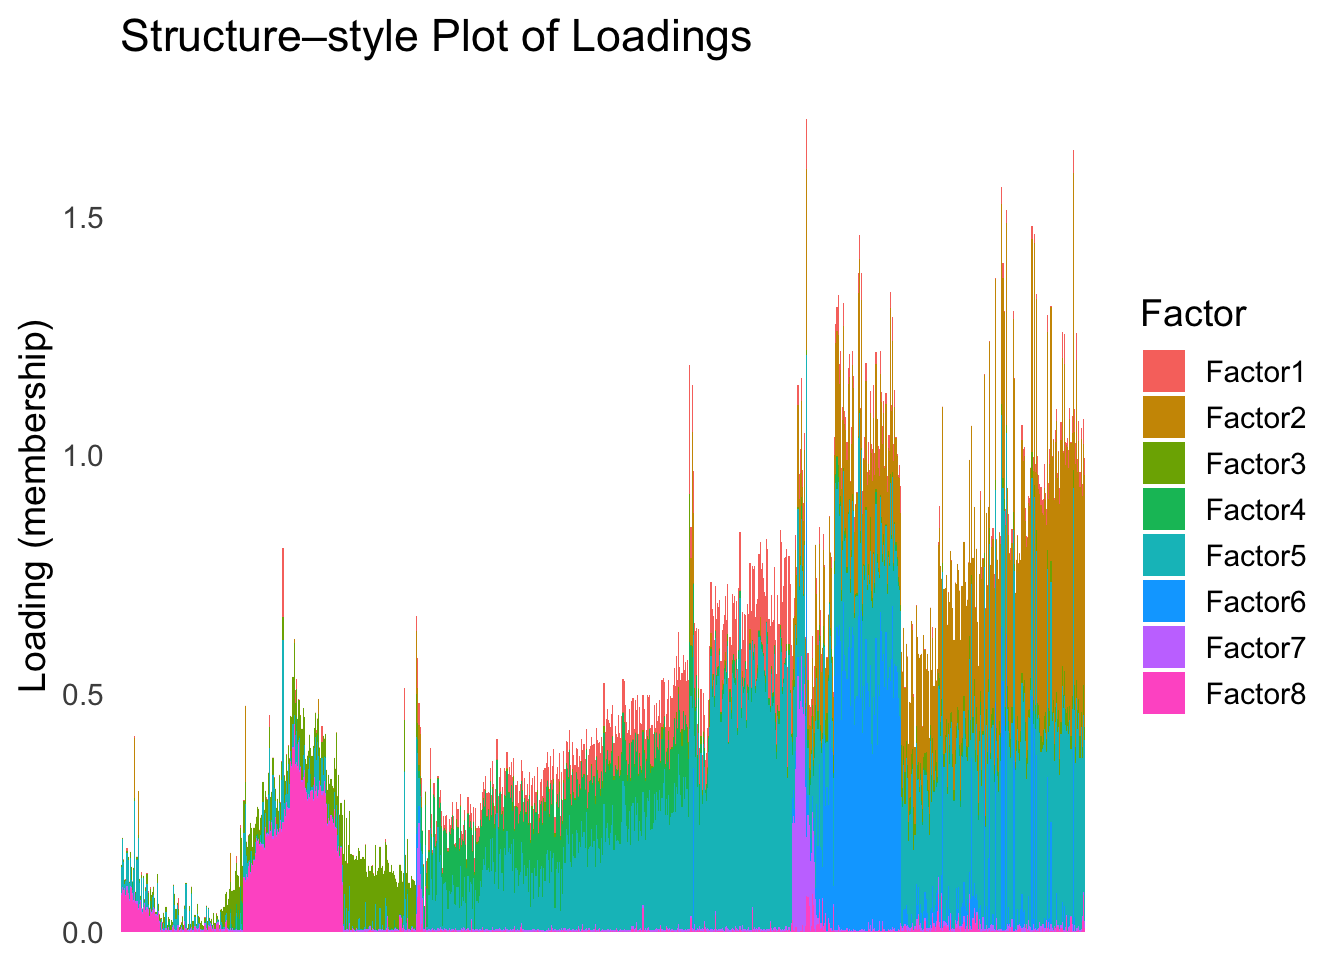 Structure–style Plot of Loadings
Loading (membership)
1.5
1.0
0.5
0.0
Factor
Factor1
Factor2
Factor3
Factor4
Factor5
Factor6
Factor7
Factor8